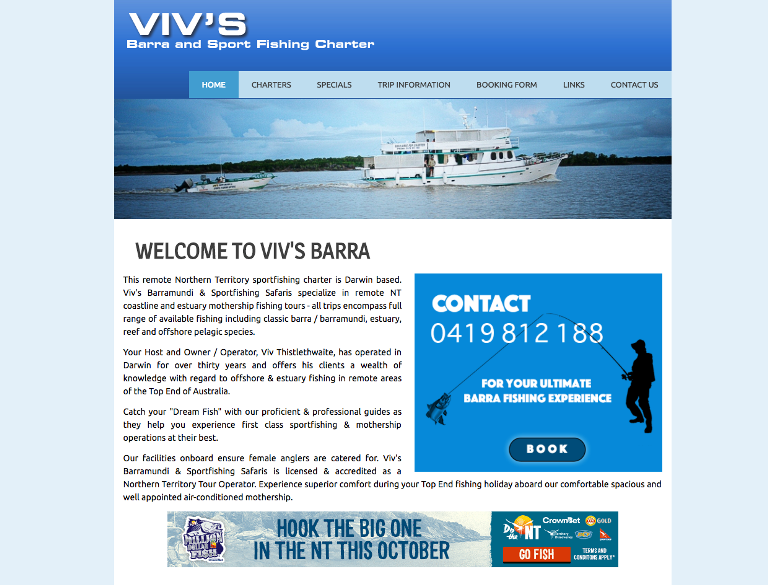 VIV'S
Barra and Sport Fishing Charter
HOME CHARTERS SPECIALS TRIP INFORMATION BOOKING FORM LINKS CONTACT US
WELCOME TO VIV'S BARRA
This remote Northern Territory sportfishing charter is Darwin based.
Viv's Barramundi & Sportfishing Safaris specialize in remote NT
coastline and estuary mothership fishing tours - all trips encompass full
range of available fishing including classic barra / barramundi, estuary,
reef and offshore pelagic species.
Your Host and Owner / Operator, Viv Thistlethwaite, has operated in
Darwin for over thirty years and offers his clients a wealth of
knowledge with regard to offshore & estuary fishing in remote areas
of the Top End of Australia.
Catch your "Dream Fish" with our proficient & professional guides as
they help you experience first class sportfishing & mothership
operations at their best.
Our facilities onboard ensure female anglers are catered for. Viv's
Barramundi & Sportfishing Safaris is licensed & accredited as a
Northern Territory Tour Operator. Experience superior comfort during your Top End fishing holiday aboard our comfortable spacious and
well appointed air-conditioned mothership.
CONTACT
0419 812 188
FOR YOUR ULTIMATE
BARRA FISHING EXPERIENCE
BOOK
MILLION
DOLLAR
FISH
HOOK THE BIG ONE
IN THE NT THIS OCTOBER
Do the NT
CrownBet
GOLD
GO FISH
TERMS AND
CONDITIONS APPLY*